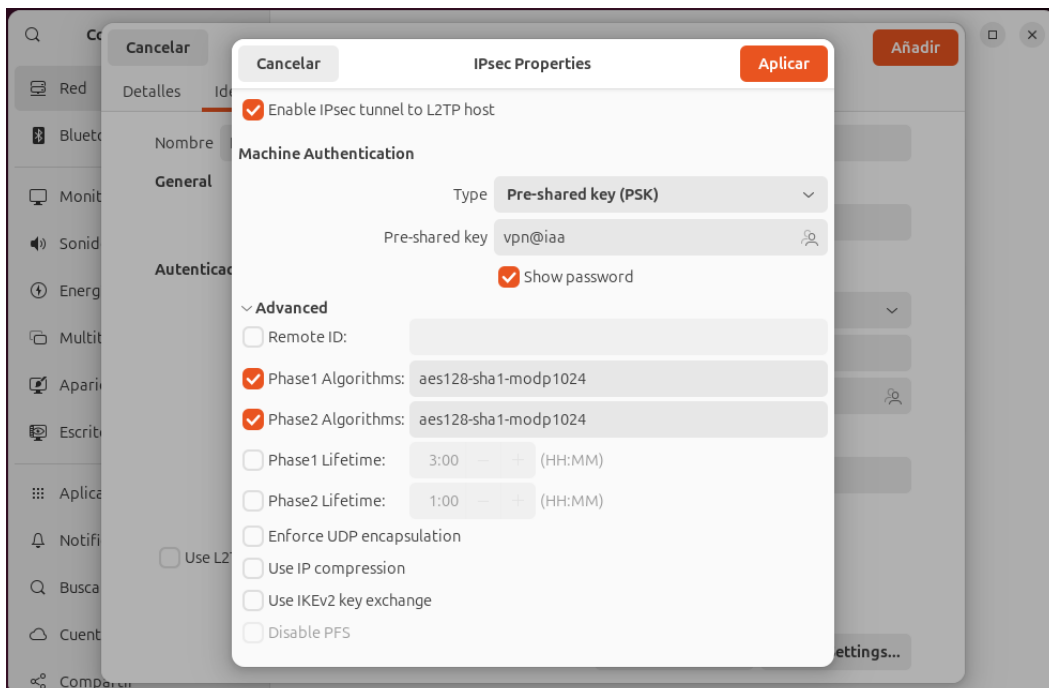 Cancelar
Añadir
Cancelar
IPsec Properties
Aplicar
Red
Detalles
Enable IPsec tunnel to L2TP host
Nombre
Machine Authentication
General
Type
Pre-shared key (PSK)
Pre-shared key
vpn@iaa
Show password
Advanced
Remote ID:
Phase1 Algorithms:
aes128-sha1-modp1024
Phase2 Algorithms:
aes128-sha1-modp1024
Phase1 Lifetime:
3:00 − + (HH:MM)
Phase2 Lifetime:
1:00 − + (HH:MM)
Enforce UDP encapsulation
Use IP compression
Use IKEv2 key exchange
Disable PFS